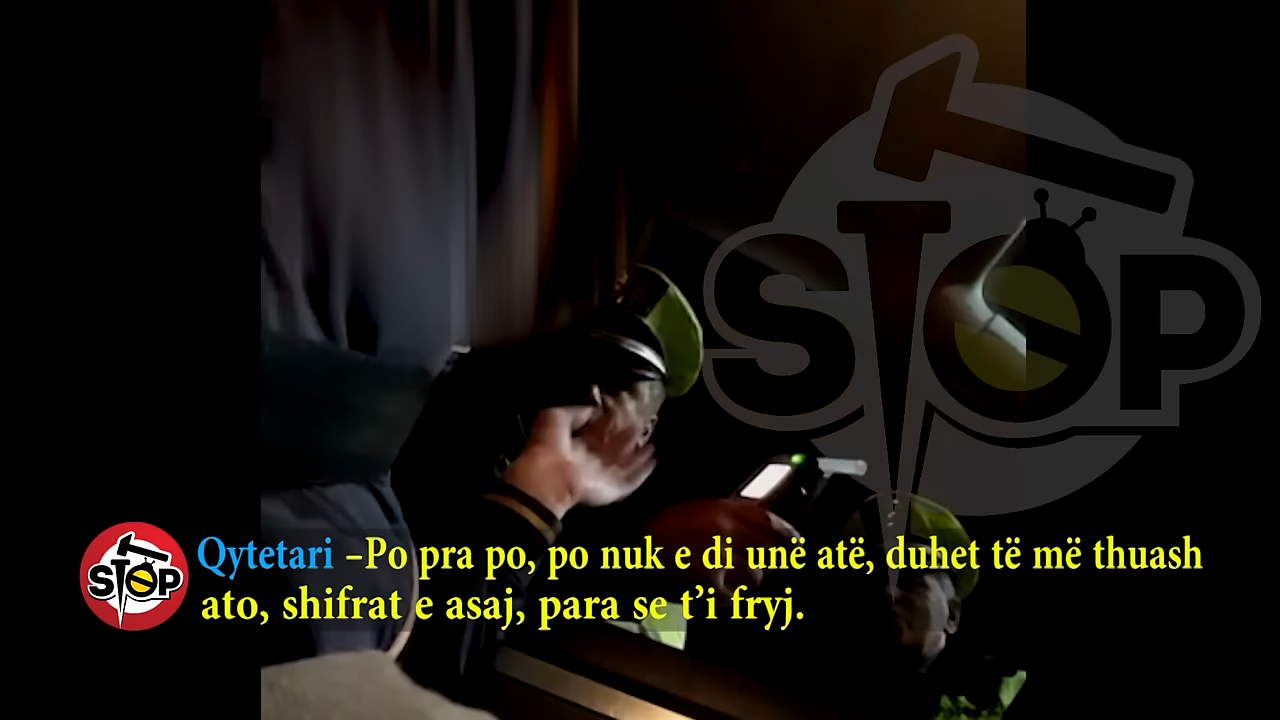 STOP
STOP
Qytetari –Po pra po, po nuk e di unë atë, duhet të më thuash
ato, shifrat e asaj, para se t’i fryj.